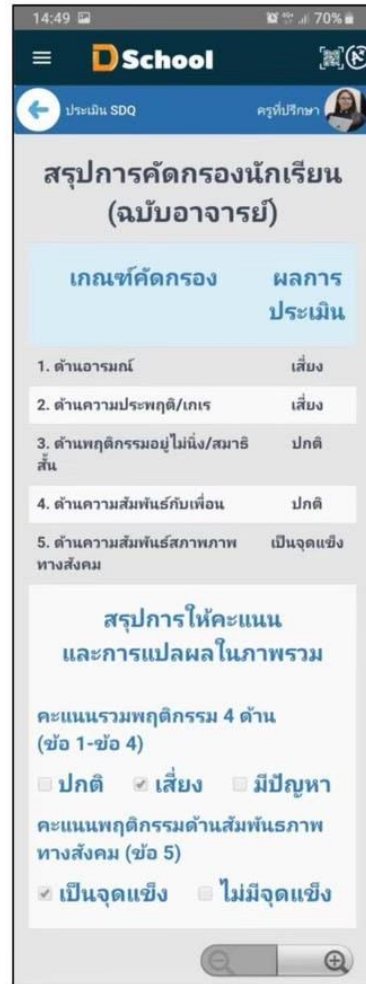 14:49 70%
DSchool
ประเมิน SDQ ครูที่ปรึกษา
สรุปการคัดกรองนักเรียน
(ฉบับอาจารย์)
เกณฑ์คัดกรอง ผลการ
ประเมิน
1. ด้านอารมณ์ เสี่ยง
2. ด้านความประพฤติ/เกเร เสี่ยง
3. ด้านพฤติกรรมอยู่ไม่นิ่ง/สมาธิ ปกติ
สั้น
4. ด้านความสัมพันธ์กับเพื่อน ปกติ
5. ด้านความสัมพันธ์สภาพภาพ เป็นจุดแข็ง
ทางสังคม
สรุปการให้คะแนน
และการแปลผลในภาพรวม
คะแนนรวมพฤติกรรม 4 ด้าน
(ข้อ 1-ข้อ 4)
ปกติ เสี่ยง มีปัญหา
คะแนนพฤติกรรมด้านสัมพันธภาพ
ทางสังคม (ข้อ 5)
เป็นจุดแข็ง ไม่มีจุดแข็ง